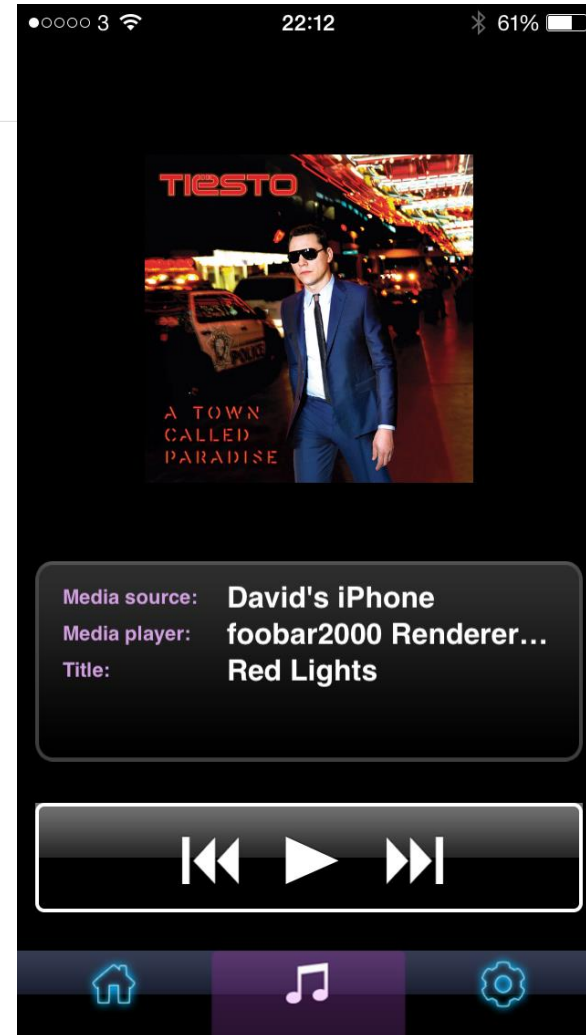 3 22:12 61%
TIËSTO
POLICE
A TOWN
CALLED
PARADISE
Media source: David's iPhone
Media player: foobar2000 Renderer...
Title: Red Lights